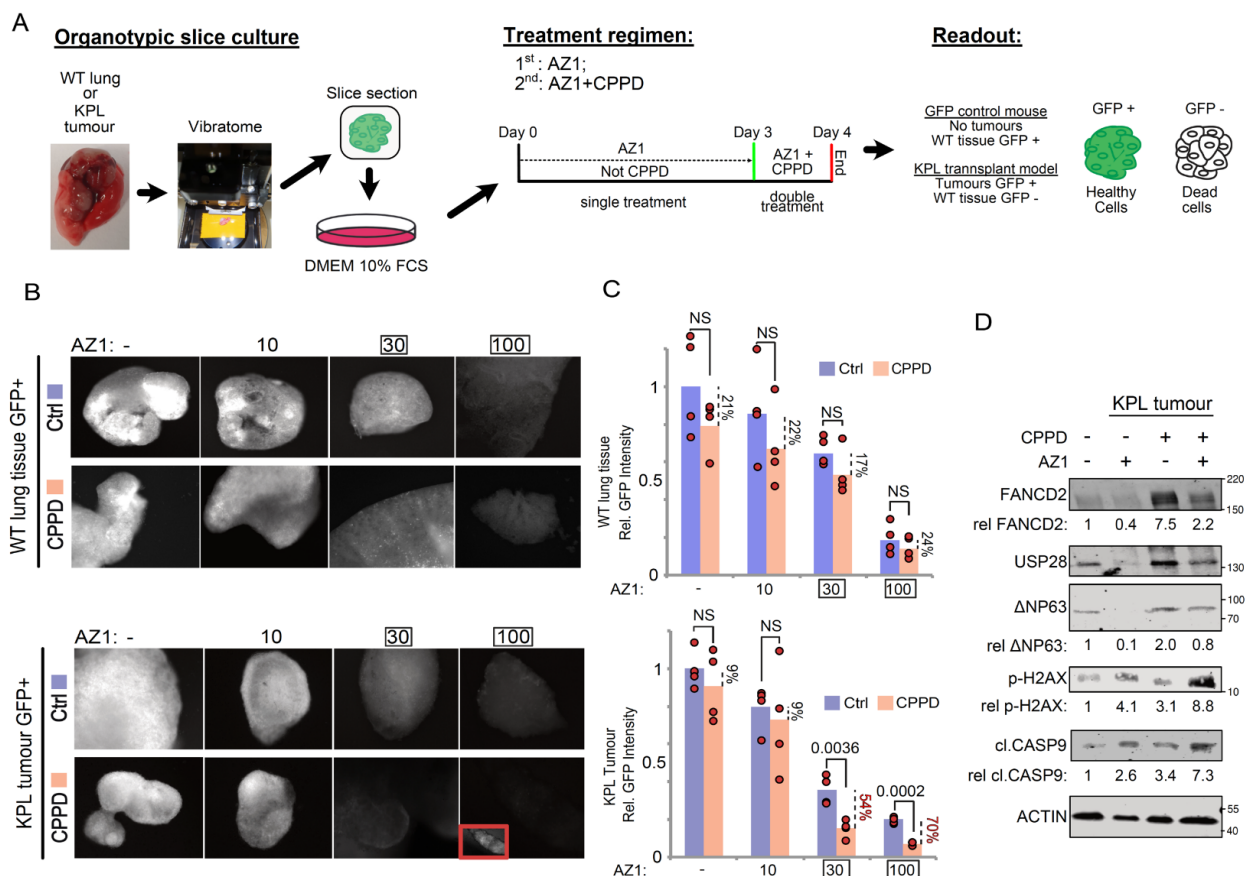 A
Organotypic slice culture
WT lung
or
KPL
tumour
Vibratome
Slice section
DMEM 10% FCS
Treatment regimen:
1st: AZ1;
2nd: AZ1+CPPD
Day 0
Day 3
Day 4
AZ1
Not CPPD
AZ1 +
CPPD
End
single treatment
double
treatment
Readout:
GFP control mouse
No tumours
WT tissue GFP +
KPL trannsplant model
Tumours GFP +
WT tissue GFP -
GFP +
GFP -
Healthy
Cells
Dead
cells
B
AZ1: - 10 30 100
WT lung tissue GFP+
Ctrl
CPPD
AZ1: - 10 30 100
KPL tumour GFP+
Ctrl
CPPD
C
WT lung tissue
Rel. GFP Intensity
1
0.5
0
NS NS NS NS
Ctrl CPPD
21% 22% 17% 24%
AZ1: - 10 30 100
KPL Tumour
Rel. GFP Intensity
1
0.5
0
NS NS 0.0036 0.0002
Ctrl CPPD
9% 9% 54% 70%
AZ1: - 10 30 100
D
KPL tumour
CPPD - - + +
AZ1 - + - +
FANCD2 220 150
rel FANCD2: 1 0.4 7.5 2.2
USP28 130
ΔNP63 100 70
rel ΔNP63: 1 0.1 2.0 0.8
p-H2AX 10
rel p-H2AX: 1 4.1 3.1 8.8
cl.CASP9
rel cl.CASP9: 1 2.6 3.4 7.3
ACTIN 55 40